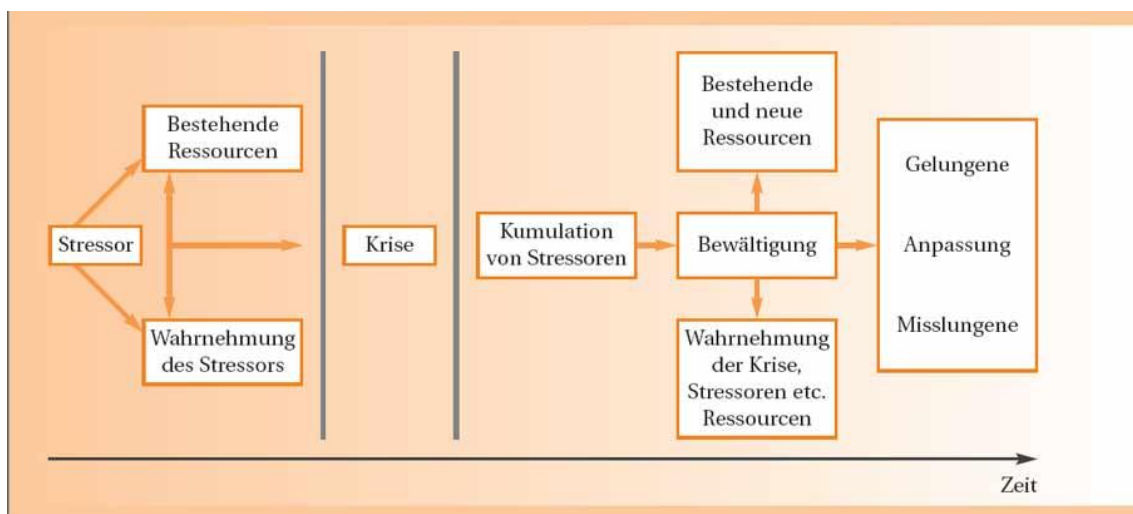 Bestehende
Ressourcen
Stressor
Wahrnehmung
des Stressors
Krise
Kumulation
von Stressoren
Bestehende
und neue
Ressourcen
Bewältigung
Wahrnehmung
der Krise,
Stressoren etc.
Ressourcen
Gelungene
Anpassung
Misslungene
Zeit